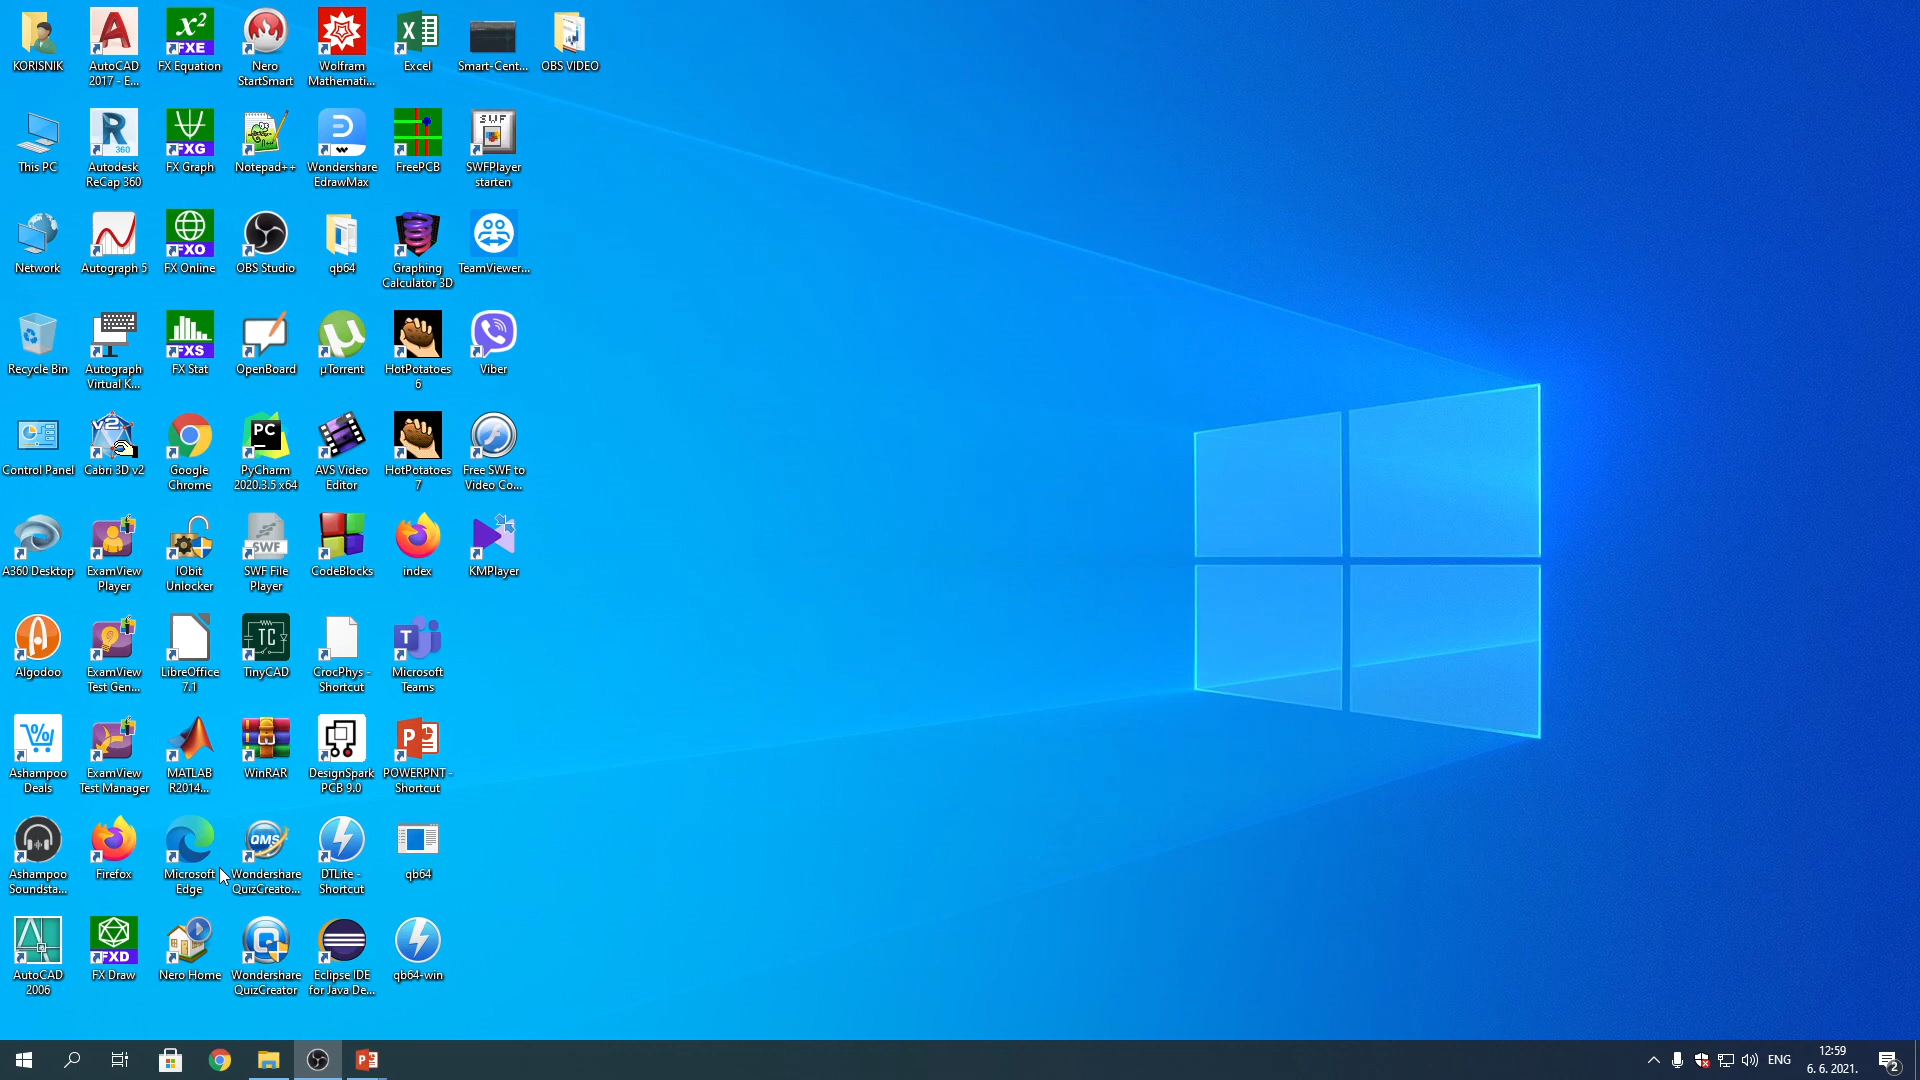 KORISNIK
AutoCAD
2017 - E...
FX Equation
Nero
StartSmart
Wolfram
Mathemati...
Excel
Smart-Cent...
OBS VIDEO
This PC
Autodesk
ReCap 360
FX Graph
Notepad++
Wondershare
EdrawMax
FreePCB
SWFPlayer
starten
Network
Autograph 5
FX Online
OBS Studio
qb64
Graphing
Calculator 3D
TeamViewer...
Recycle Bin
Autograph
Virtual K...
FX Stat
OpenBoard
µTorrent
HotPotatoes
6
Viber
Control Panel
Cabri 3D v2
Google
Chrome
PyCharm
2020.3.5 x64
AVS Video
Editor
HotPotatoes
7
Free SWF to
Video Co...
A360 Desktop
ExamView
Player
IObit
Unlocker
SWF File
Player
CodeBlocks
index
KMPlayer
Algodoo
ExamView
Test Gen...
LibreOffice
7.1
TinyCAD
CrocPhys -
Shortcut
Microsoft
Teams
Ashampoo
Deals
ExamView
Test Manager
MATLAB
R2014...
WinRAR
DesignSpark
PCB 9.0
POWERPNT -
Shortcut
Ashampoo
Soundsta...
Firefox
Microsoft
Edge
Wondershare
QuizCreato...
DTLite -
Shortcut
qb64
AutoCAD
2006
FX Draw
Nero Home
Wondershare
QuizCreator
Eclipse IDE
for Java De...
qb64-win
ENG
12:59
6. 6. 2021.
2